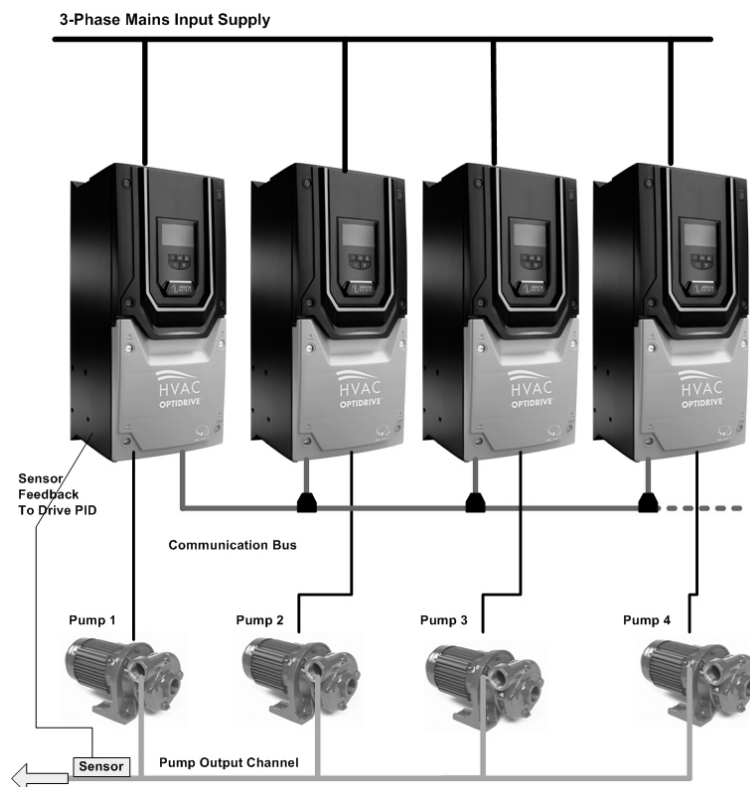 3-Phase Mains Input Supply
HVAC
OPTIDRIVE
HVAC
OPTIDRIVE
HVAC
OPTIDRIVE
HVAC
OPTIDRIVE
Sensor
Feedback
To Drive PID
Communication Bus
Pump 1
Pump 2
Pump 3
Pump 4
Sensor
Pump Output Channel